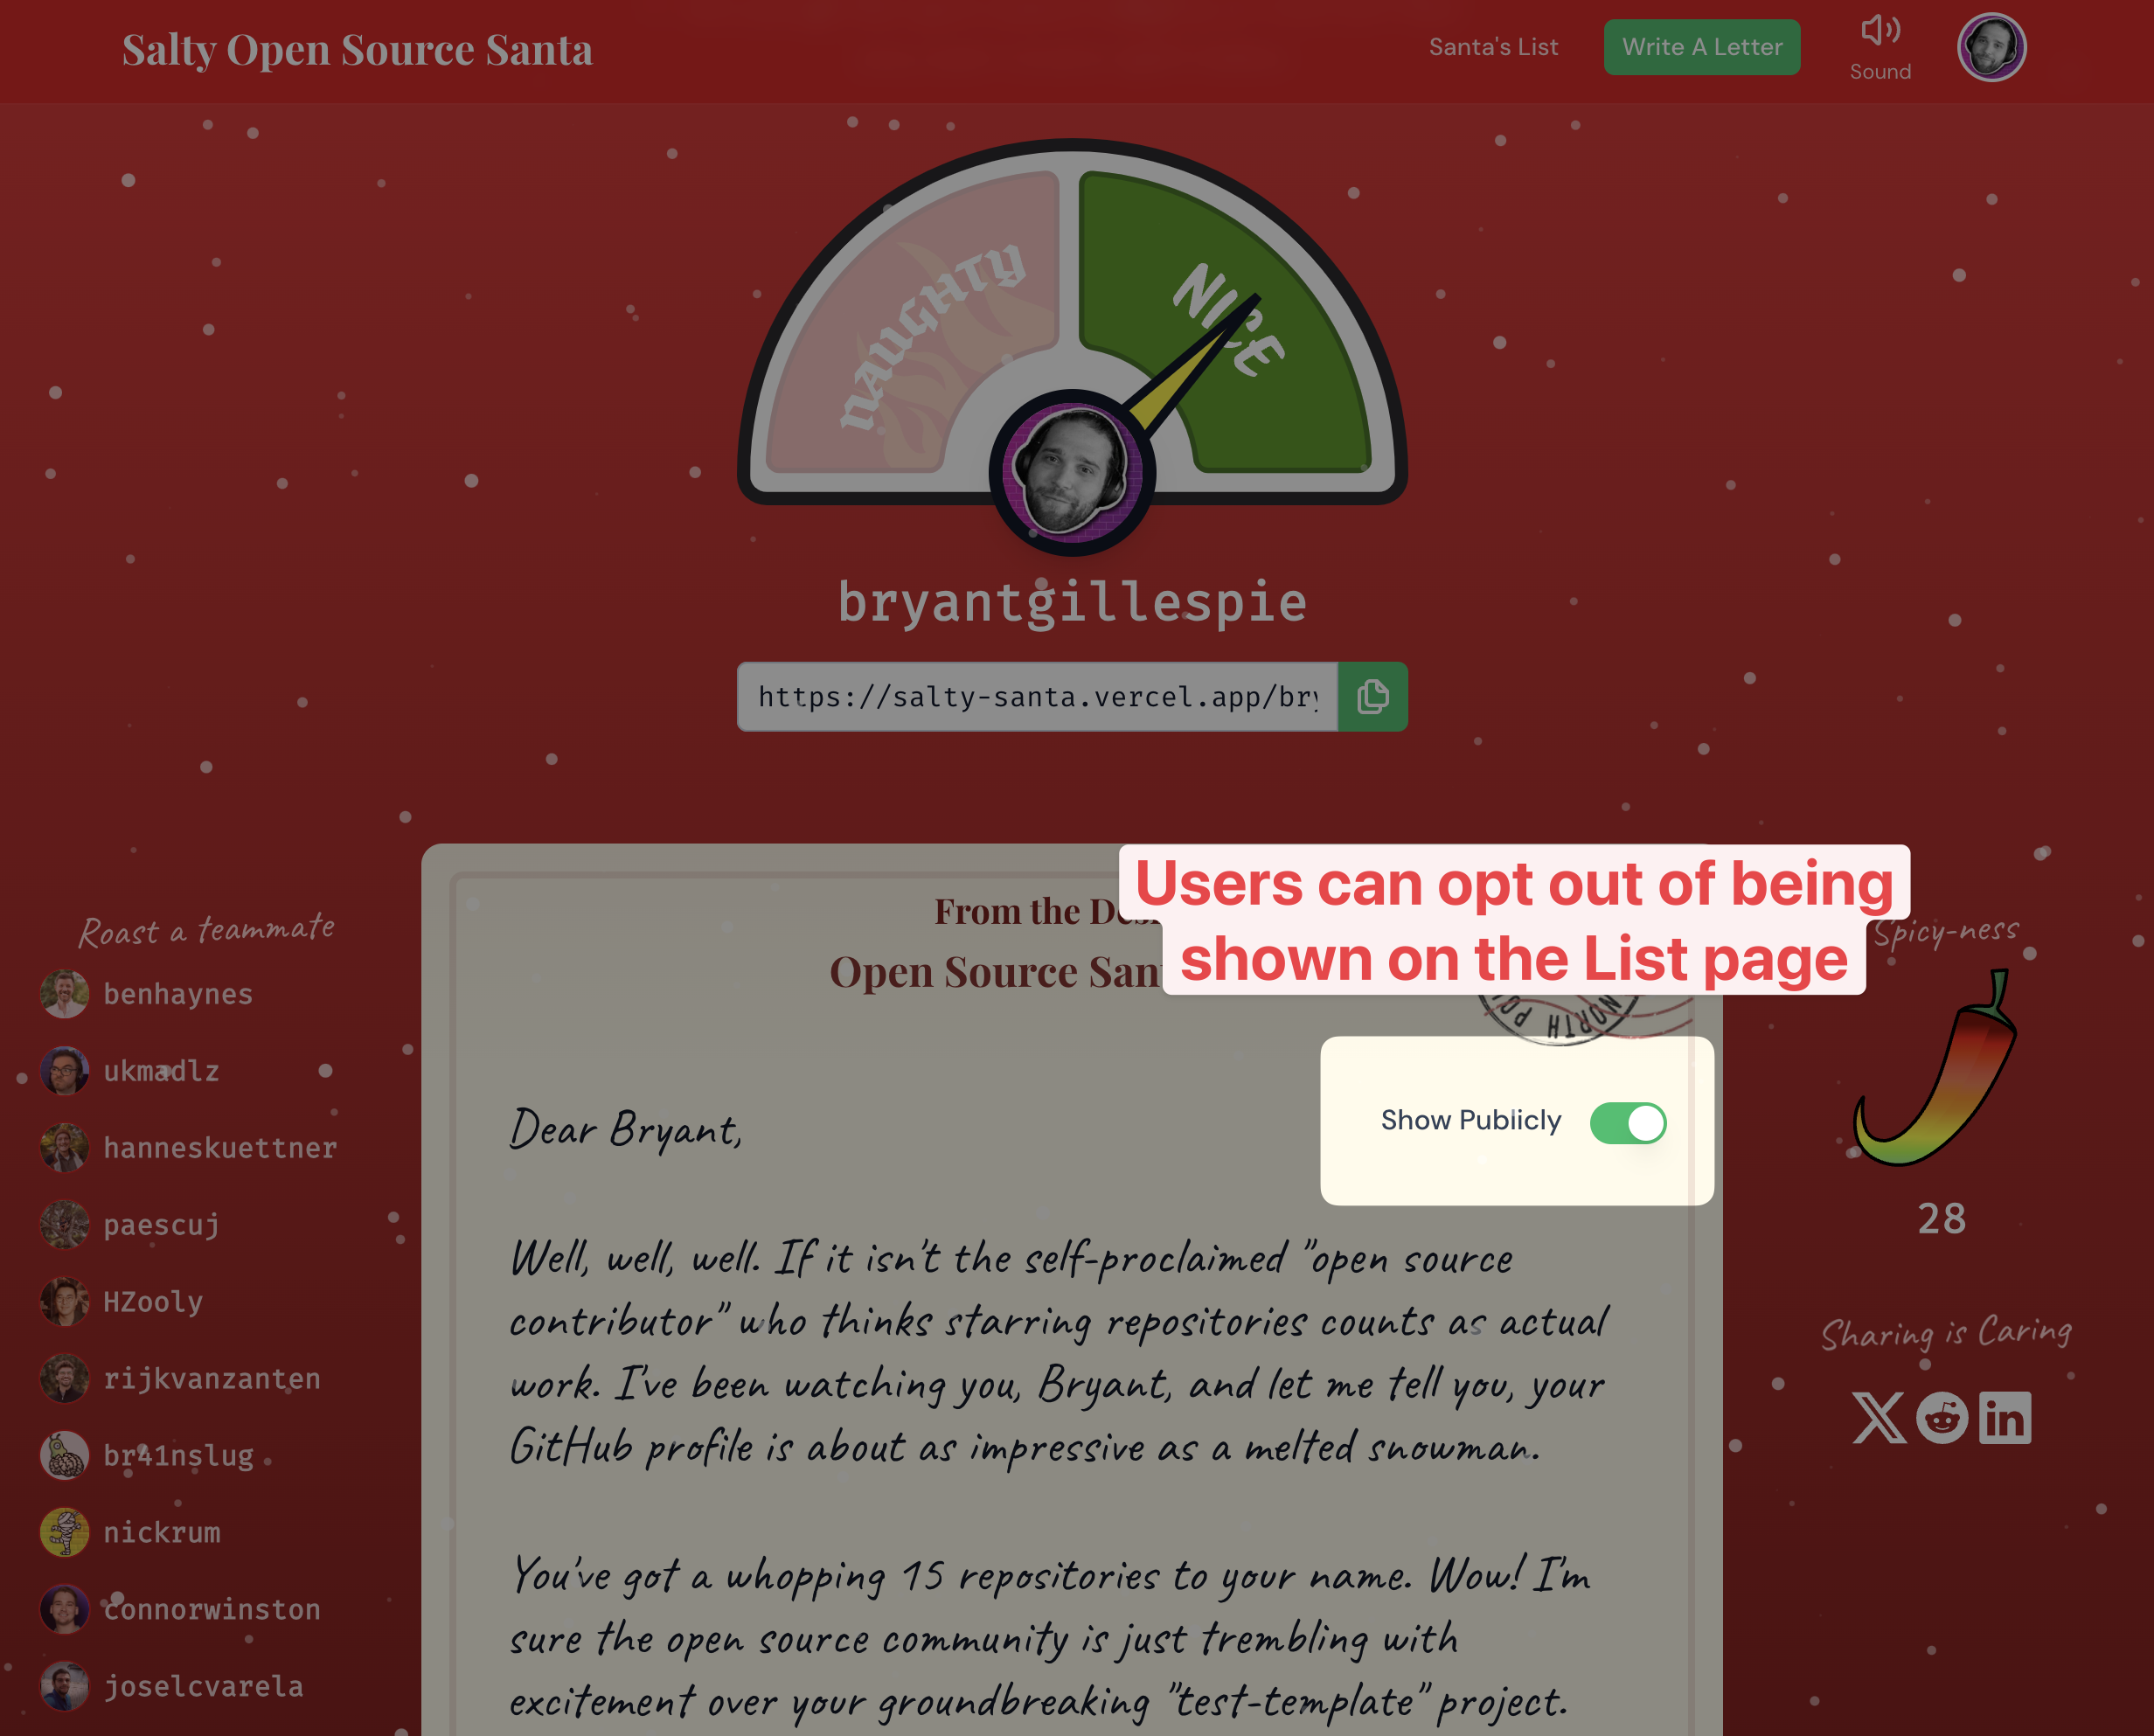 Salty Open Source Santa
Santa's List
Write A Letter
Sound
NAUGHTY
NICE
bryantgillespie
https://salty-santa.vercel.app/bry
Users can opt out of being
shown on the List page
Roast a teammate
benhaynes
ukmadlz
hanneskuettner
paescuj
HZooly
rijkvanzanten
br41nslug
nickrum
connorwinston
joselcvarela
From the
Open Source
NORTH
Show Publicly
Dear Bryant,
Well, well, well. If it isn't the self-proclaimed "open source
contributor" who thinks starring repositories counts as actual
work. I've been watching you, Bryant, and let me tell you, your
GitHub profile is about as impressive as a melted snowman.
You've got a whopping 15 repositories to your name. Wow! I'm
sure the open source community is just trembling with
excitement over your groundbreaking "test-template" project.
Spicy-ness
28
Sharing is Caring